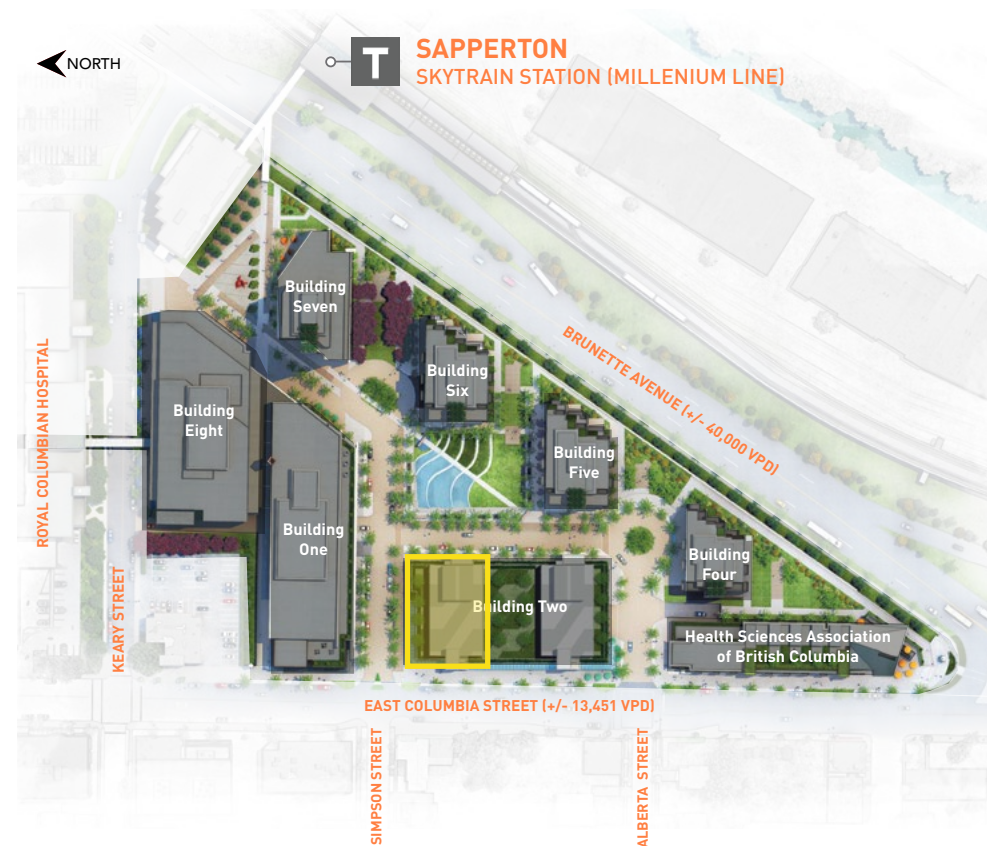 NORTH
T
SAPPERTON
SKYTRAIN STATION (MILLENIUM LINE)
Building
Seven
BRUNETTE AVENUE (+/- 40,000 VPD)
Building
Six
ROYAL COLUMBIAN HOSPITAL
Building
Eight
Building
Five
Building
One
Building
Four
KEARY STREET
Building Two
Health Sciences Association
of British Columbia
EAST COLUMBIA STREET (+/- 13,451 VPD)
SIMPSON STREET
ALBERTA STREET